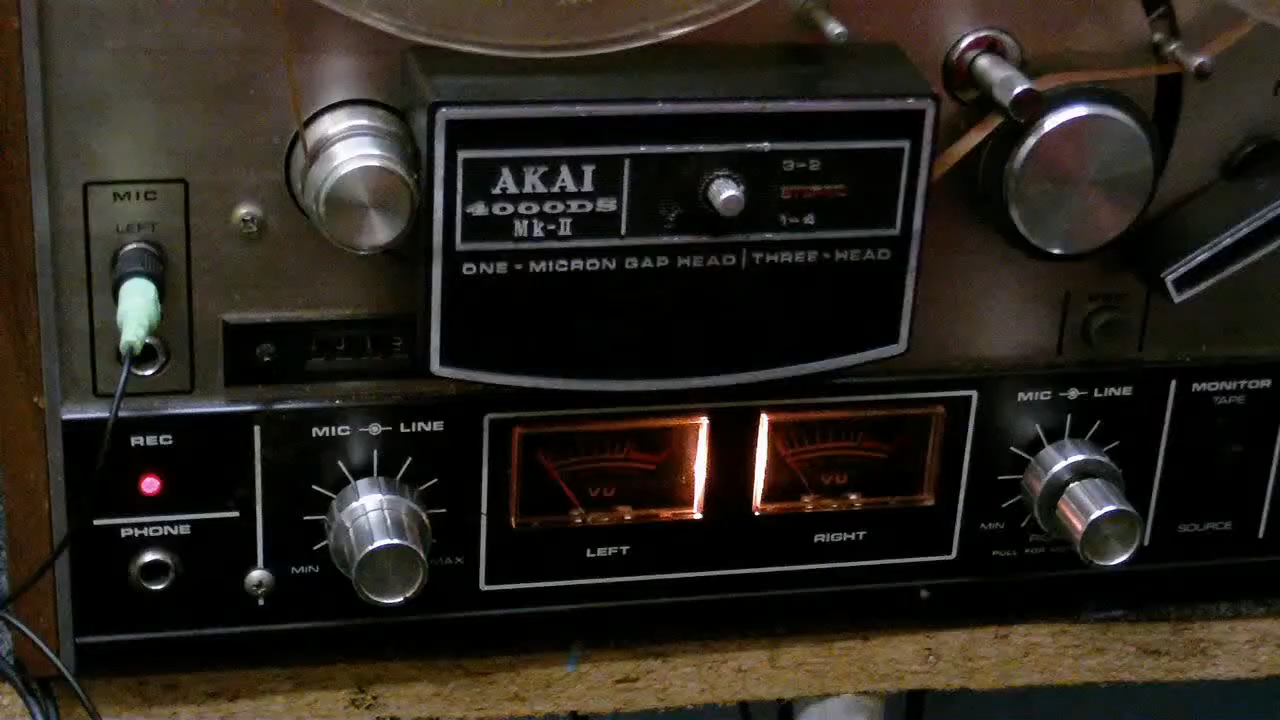 MIC
LEFT
AKAI
4000DS
Mk-II
3-2
STEREO
1-4
ONE-MICRON GAP HEAD | THREE-HEAD
REC
PHONE
MIC LINE
MIN
MAX
VU
VU
LEFT
RIGHT
MIC LINE
MIN
MONITOR
TAPE
SOURCE